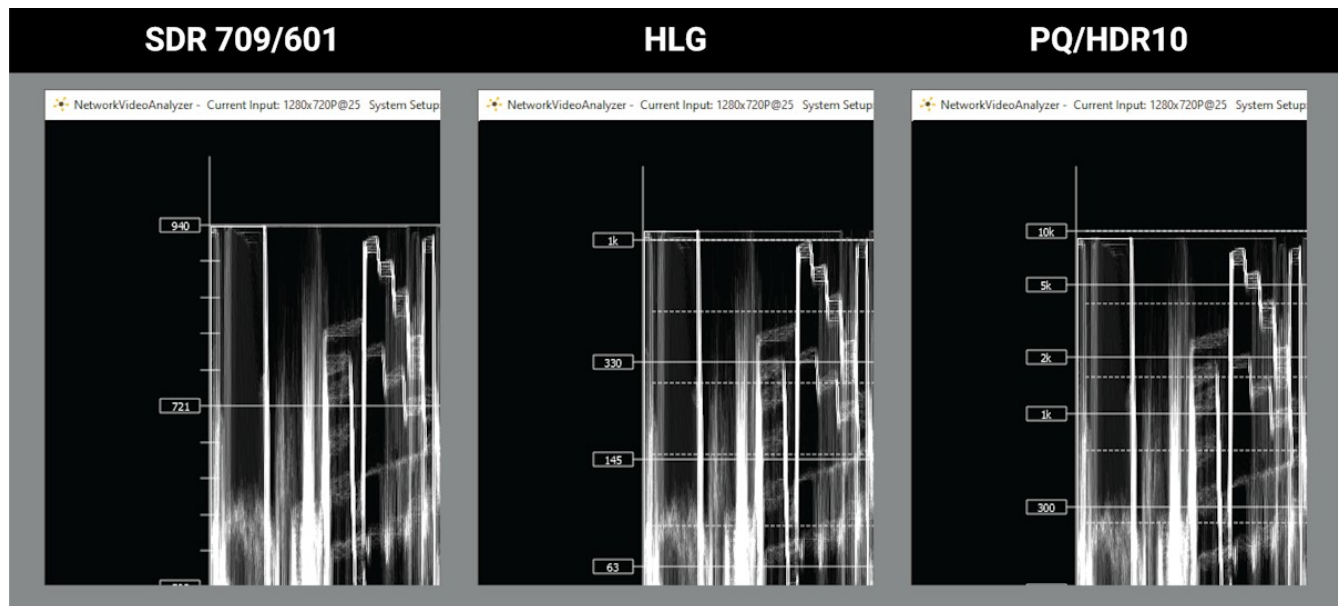 SDR 709/601
HLG
PQ/HDR10
NetworkVideoAnalyzer - Current Input: 1280x720P@25 System Setup:
NetworkVideoAnalyzer - Current Input: 1280x720P@25 System Setup:
NetworkVideoAnalyzer - Current Input: 1280x720P@25 System Setup:
940
721
1k
330
145
63
10k
5k
2k
1k
300